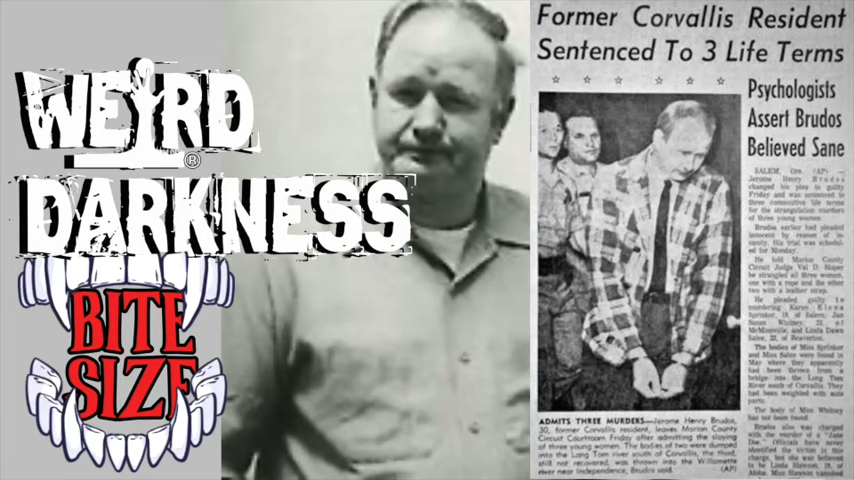 WEIRD
®
DARKNESS
BITE
SIZE
Former Corvallis Resident
Sentenced To 3 Life Terms
Psychologists
Assert Brudos
Believed Sane
SALEM, Ore. (AP) —
Jerome Henry Brudos
changed his plea to guilty
Friday and was sentenced to
three consecutive life terms
for the strangulation murders
of three young women.
Brudos earlier had pleaded
innocent by reason of in-
sanity. His trial was schedul-
ed for Monday.
He told Marion County
Circuit Judge Val D. Sloper
he strangled all three women,
one with a rope and the other
two with a leather strap.
He pleaded guilty to
murdering Karen Elena
Sprinker, 19, of Salem; Jan
Susan Whitney, 23, of
McMinnville, and Linda Dawn
Salee, 22, of Beaverton.
The bodies of Miss Sprinker
and Miss Salee were found in
May where they apparently
had been thrown from a
bridge into the Long Tom
River south of Corvallis. They
had been weighted with auto
parts.
The body of Miss Whitney
has not been found.
Brudos also was charged
with the murder of a "Jane
Doe." Officials have never
identified the victim in this
charge, but she was believed
to be Linda Slawson, of
Aloha. Miss Slawson vanished
ADMITS THREE MURDERS—Jerome Henry Brudos,
30, former Corvallis resident, leaves Marion County
Circuit Courtroom Friday after admitting the slaying
of three young women. The bodies of two were dumped
into the Long Tom river south of Corvallis, the third,
still not recovered, was thrown into the Willamette
river near Independence, Brudos said. (AP)